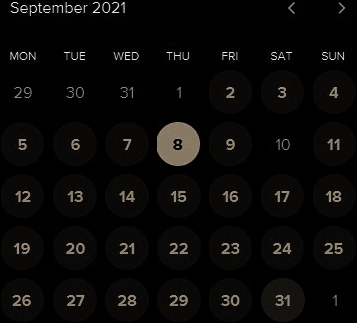 September 2021
MON TUE WED THU FRI SAT SUN
29 30 31 1 2 3 4
5 6 7 8 9 10 11
12 13 14 15 16 17 18
19 20 21 22 23 24 25
26 27 28 29 30 31 1